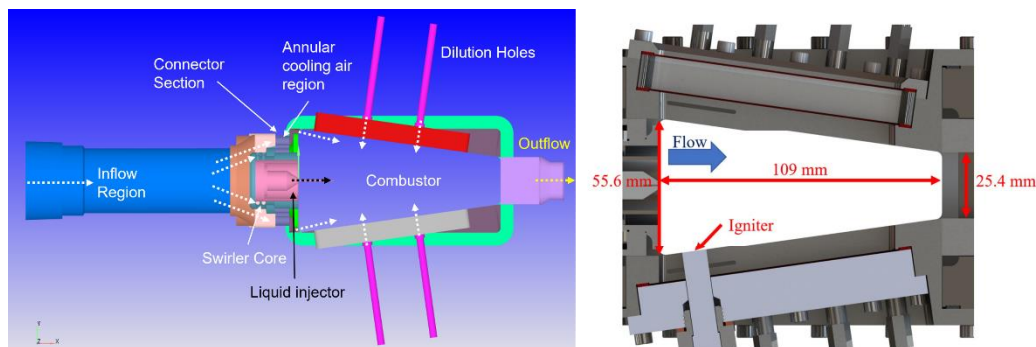 Connector
Section
Annular
cooling air
region
Dilution Holes
Inflow
Region
Combustor
Outflow
Swirler Core
Liquid injector
Y
Z
X
Flow
55.6 mm
109 mm
25.4 mm
Igniter